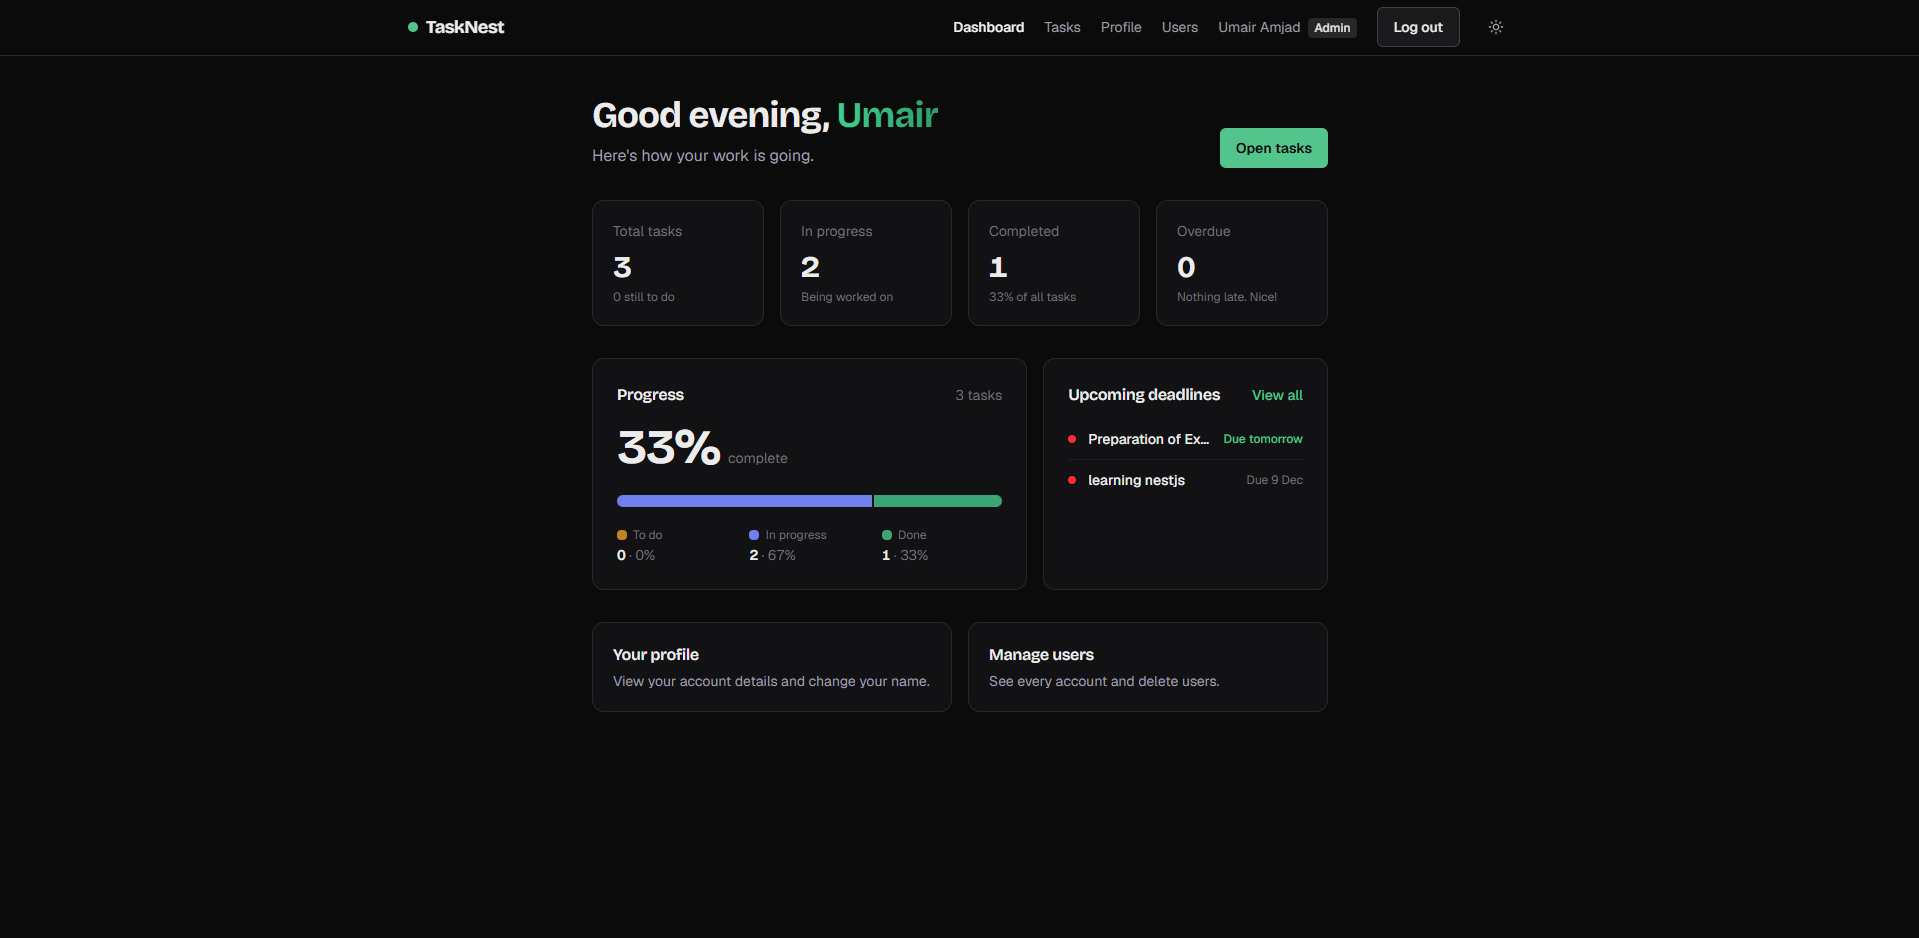 TaskNest
Dashboard Tasks Profile Users Umair Amjad Admin Log out
Good evening, Umair
Here's how your work is going.
Open tasks
Total tasks
3
0 still to do
In progress
2
Being worked on
Completed
1
33% of all tasks
Overdue
0
Nothing late. Nice!
Progress 3 tasks
33% complete
To do
0 · 0%
In progress
2 · 67%
Done
1 · 33%
Upcoming deadlines View all
Preparation of Ex... Due tomorrow
learning nestjs Due 9 Dec
Your profile
View your account details and change your name.
Manage users
See every account and delete users.